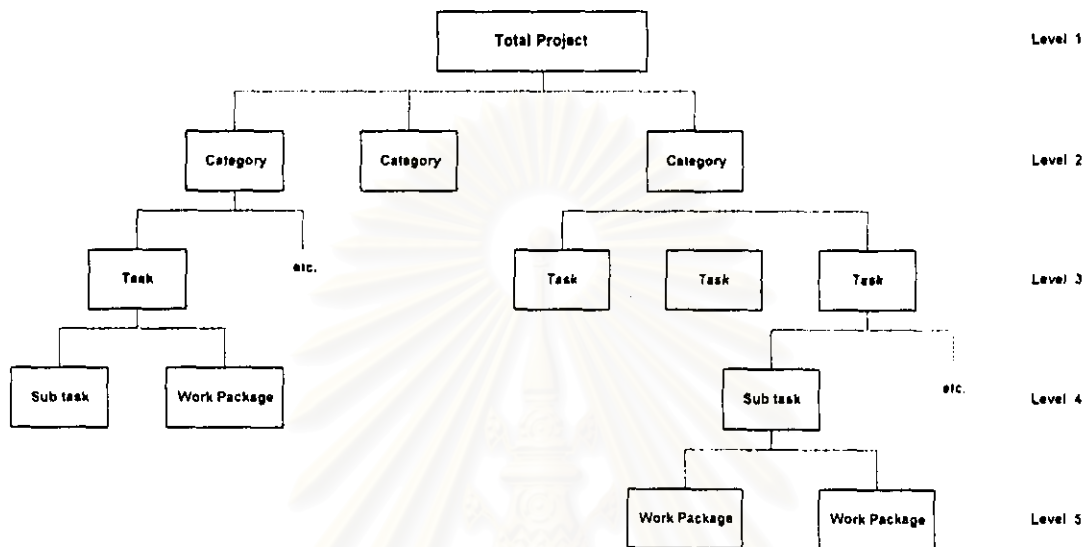 Total Project
Level 1
Category
Category
Category
Level 2
Task
etc.
Task
Task
Task
Level 3
Sub task
Work Package
Sub task
etc.
Level 4
Work Package
Work Package
Level 5